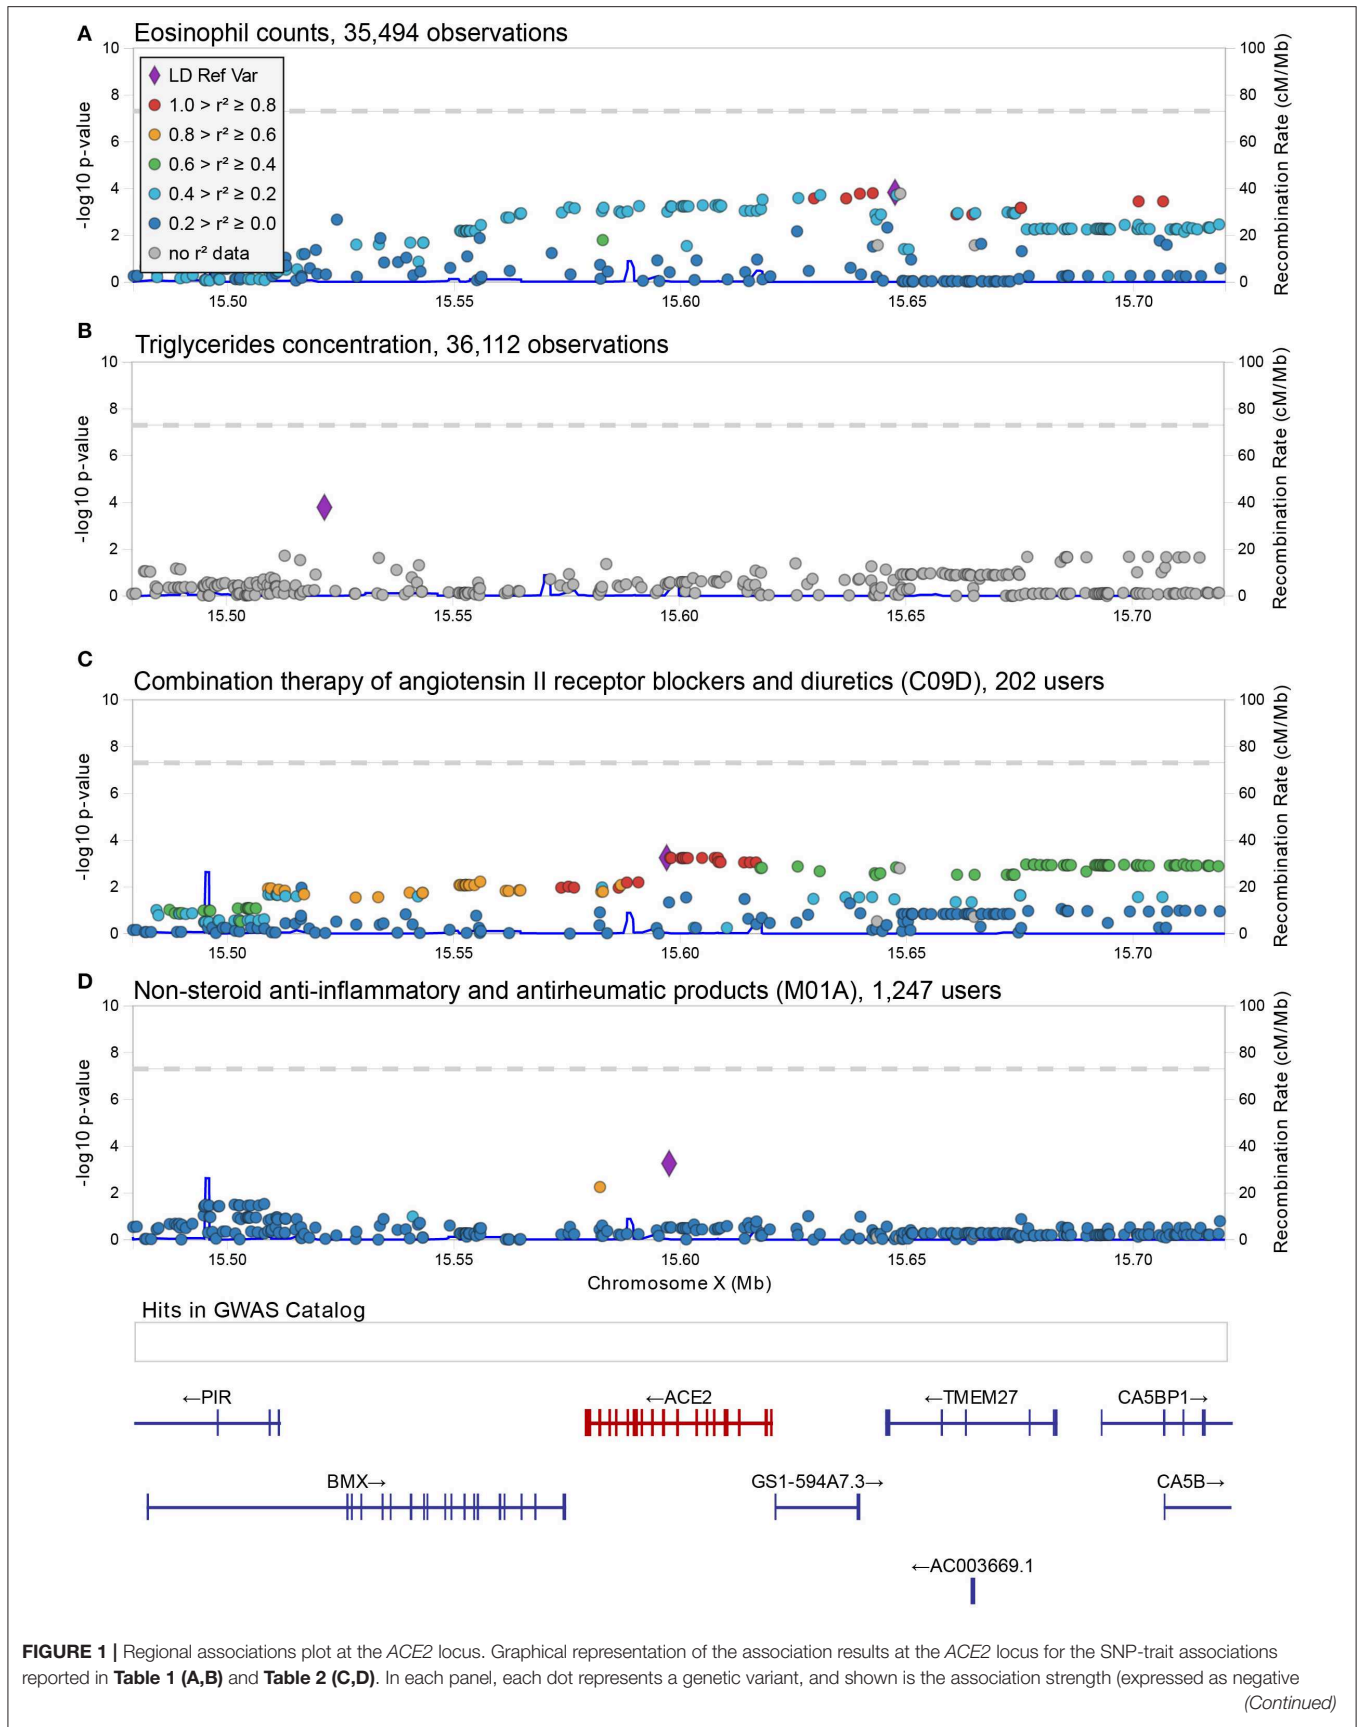 A
Eosinophil counts, 35,494 observations
10
8
6
4
2
0
-log10 p-value
LD Ref Var
1.0 > r² ≥ 0.8
0.8 > r² ≥ 0.6
0.6 > r² ≥ 0.4
0.4 > r² ≥ 0.2
0.2 > r² ≥ 0.0
no r² data
100
80
60
40
20
0
Recombination Rate (cM/Mb)
15.50 15.55 15.60 15.65 15.70
B
Triglycerides concentration, 36,112 observations
10
8
6
4
2
0
-log10 p-value
100
80
60
40
20
0
Recombination Rate (cM/Mb)
15.50 15.55 15.60 15.65 15.70
C
Combination therapy of angiotensin II receptor blockers and diuretics (C09D), 202 users
10
8
6
4
2
0
-log10 p-value
100
80
60
40
20
0
Recombination Rate (cM/Mb)
15.50 15.55 15.60 15.65 15.70
D
Non-steroid anti-inflammatory and antirheumatic products (M01A), 1,247 users
10
8
6
4
2
0
-log10 p-value
100
80
60
40
20
0
Recombination Rate (cM/Mb)
15.50 15.55 15.60 15.65 15.70
Chromosome X (Mb)
Hits in GWAS Catalog
←PIR ←ACE2 ←TMEM27 CA5BP1→
BMX→ GS1-594A7.3→ CA5B→
←AC003669.1
FIGURE 1 | Regional associations plot at the ACE2 locus. Graphical representation of the association results at the ACE2 locus for the SNP-trait associations
reported in Table 1 (A,B) and Table 2 (C,D). In each panel, each dot represents a genetic variant, and shown is the association strength (expressed as negative
(Continued)